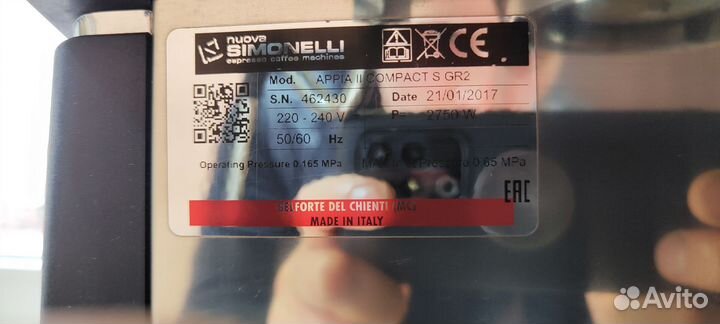 nuova
SIMONELLI
espresso coffee machines
Mod. APPIA II COMPACT S GR2
S.N. 462430 Date 21/01/2017
220 - 240 V P= 2750 W
50/60 Hz
Operating Pressure 0.165 MPa Pressure 0.65 MPa
BELFORTE DEL CHIENTI (MC)
MADE IN ITALY
EAC
CE
Avito